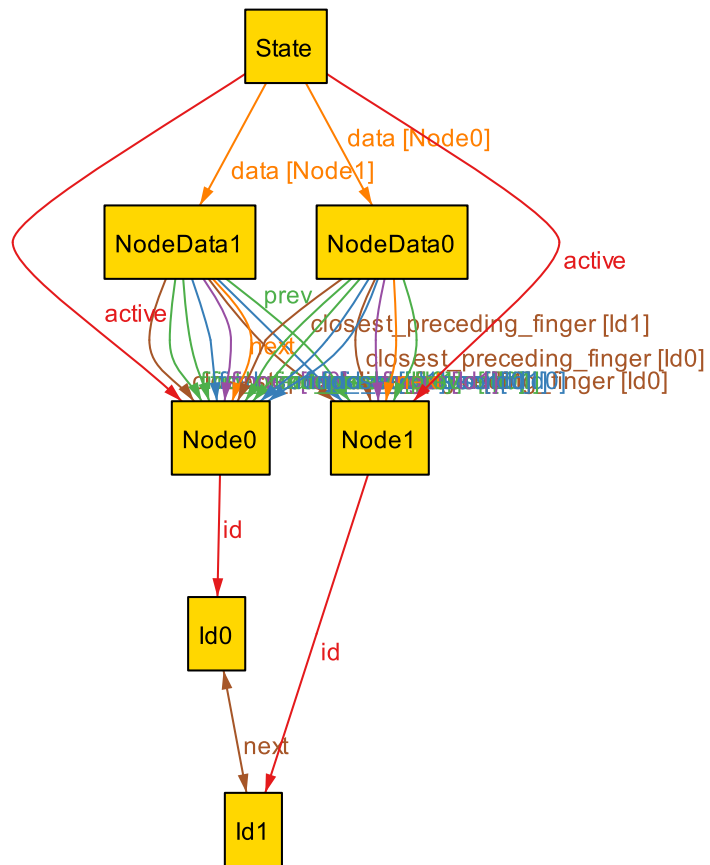 State
data [Node0]
data [Node1]
NodeData1
NodeData0
active
prev
active
closest_preceding_finger [Id1]
next
closest_preceding_finger [Id0]
finger [Id0]
Node0
Node1
id
Id0
id
next
Id1